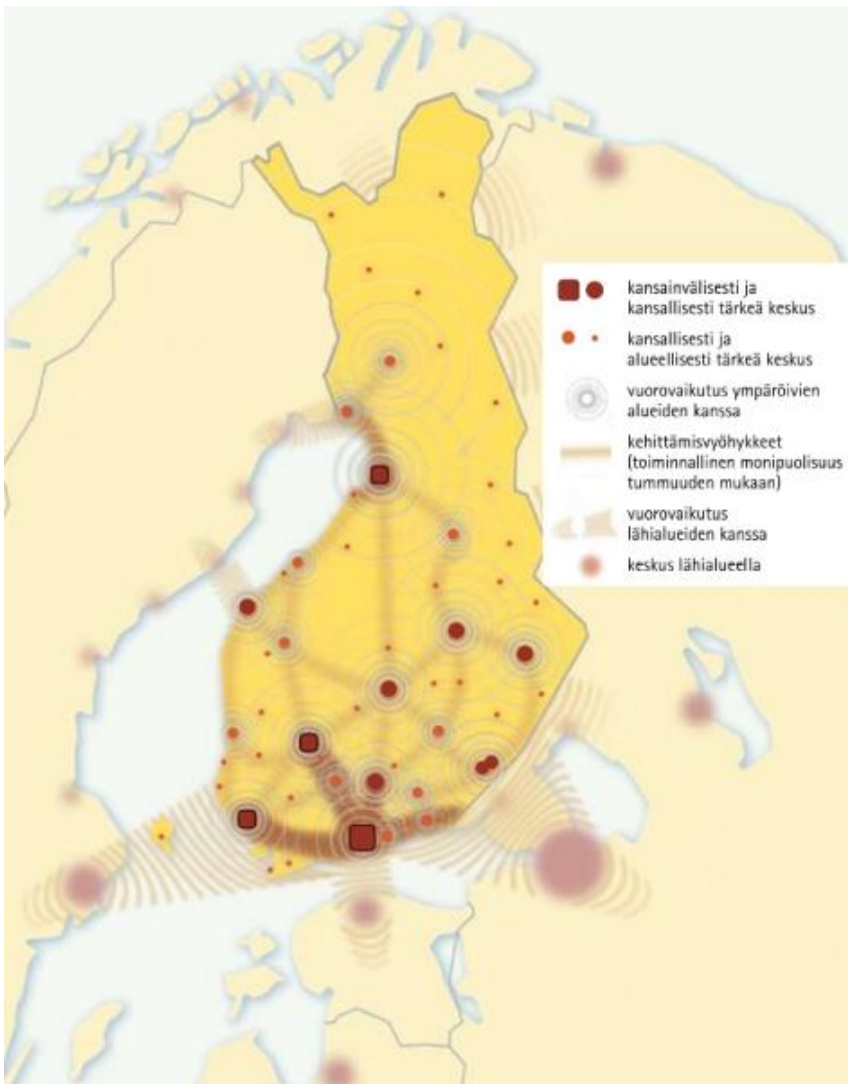 kansainvälisesti ja
kansallisesti tärkeä keskus
kansallisesti ja
alueellisesti tärkeä keskus
vuorovaikutus ympäröivien
alueiden kanssa
kehittämisvyöhykkeet
(toiminnallinen monipuolisuus
tummuuden mukaan)
vuorovaikutus
lähialueiden kanssa
keskus lähialueella